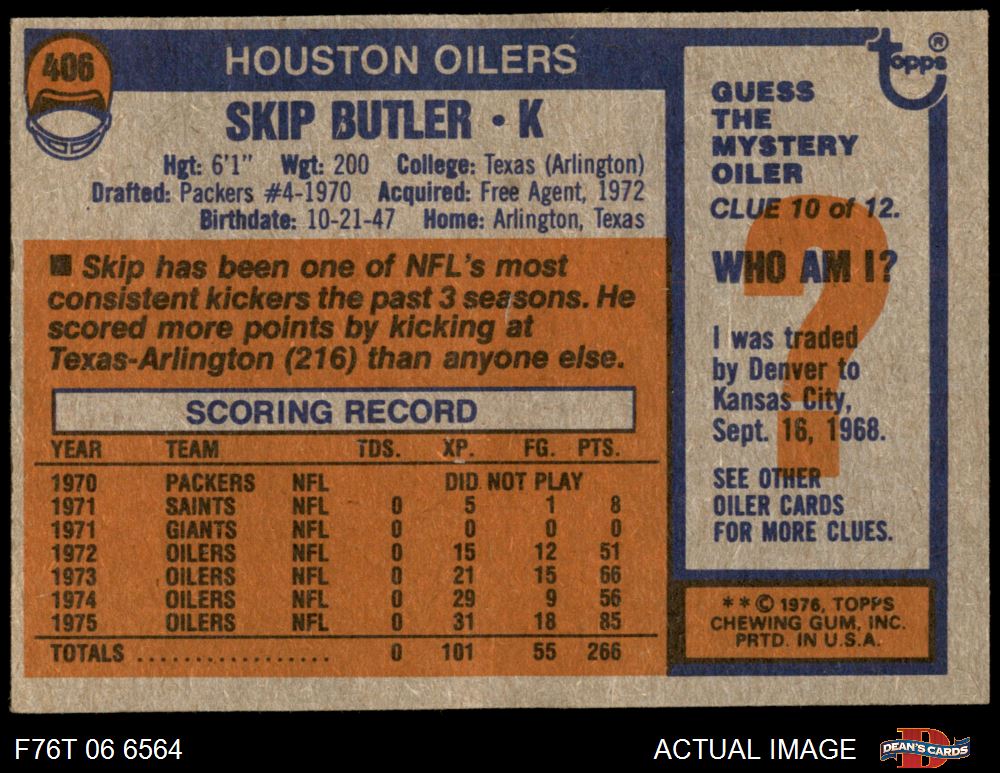 406
HOUSTON OILERS
SKIP BUTLER • K
Hgt: 6'1" Wgt: 200 College: Texas (Arlington)
Drafted: Packers #4-1970 Acquired: Free Agent, 1972
Birthdate: 10-21-47 Home: Arlington, Texas
■ Skip has been one of NFL's most
consistent kickers the past 3 seasons. He
scored more points by kicking at
Texas-Arlington (216) than anyone else.
SCORING RECORD
YEAR TEAM TDS. XP. FG. PTS.
1970 PACKERS NFL DID NOT PLAY
1971 SAINTS NFL 0 5 1 8
1971 GIANTS NFL 0 0 0 0
1972 OILERS NFL 0 15 12 51
1973 OILERS NFL 0 21 15 66
1974 OILERS NFL 0 29 9 56
1975 OILERS NFL 0 31 18 85
TOTALS .................. 0 101 55 266
topps ®
GUESS
THE
MYSTERY
OILER
CLUE 10 of 12.
?
WHO AM I?
I was traded
by Denver to
Kansas City,
Sept. 16, 1968.
SEE OTHER
OILER CARDS
FOR MORE CLUES.
* * © 1976, TOPPS
CHEWING GUM, INC.
PRTD. IN U.S.A.
F76T 06 6564
ACTUAL IMAGE
D
DEAN'S CARDS